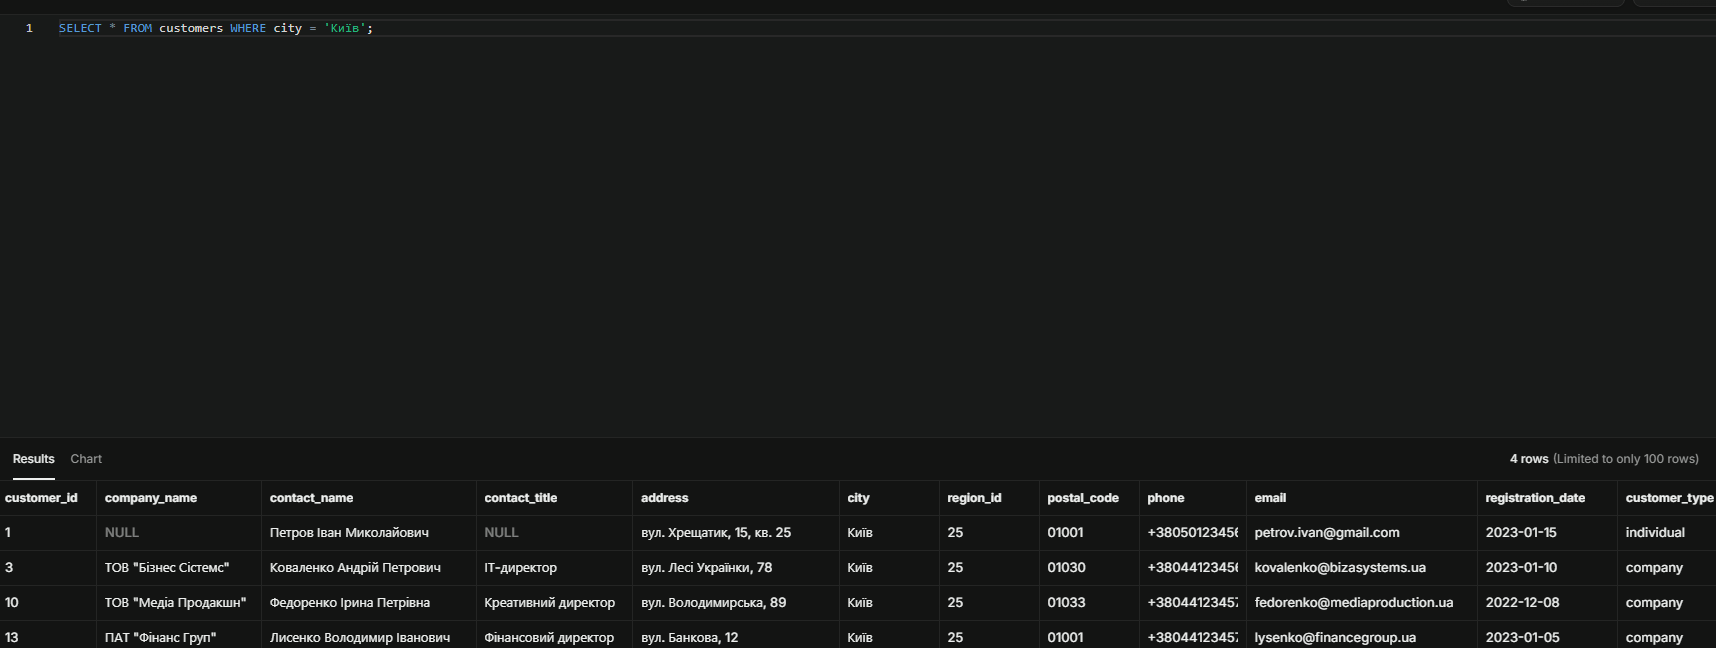 1 SELECT * FROM customers WHERE city = 'Київ';
Results Chart 4 rows (Limited to only 100 rows)
customer_id company_name contact_name contact_title address city region_id postal_code phone email registration_date customer_type
1 NULL Петров Іван Миколайович NULL вул. Хрещатик, 15, кв. 25 Київ 25 01001 +38050123456 petrov.ivan@gmail.com 2023-01-15 individual
3 ТОВ "Бізнес Сістемс" Коваленко Андрій Петрович ІТ-директор вул. Лесі Українки, 78 Київ 25 01030 +38044123456 kovalenko@bizasystems.ua 2023-01-10 company
10 ТОВ "Медіа Продакшн" Федоренко Ірина Петрівна Креативний директор вул. Володимирська, 89 Київ 25 01033 +38044123457 fedorenko@mediaproduction.ua 2022-12-08 company
13 ПАТ "Фінанс Груп" Лисенко Володимир Іванович Фінансовий директор вул. Банкова, 12 Київ 25 01001 +38044123457 lysenko@financegroup.ua 2023-01-05 company